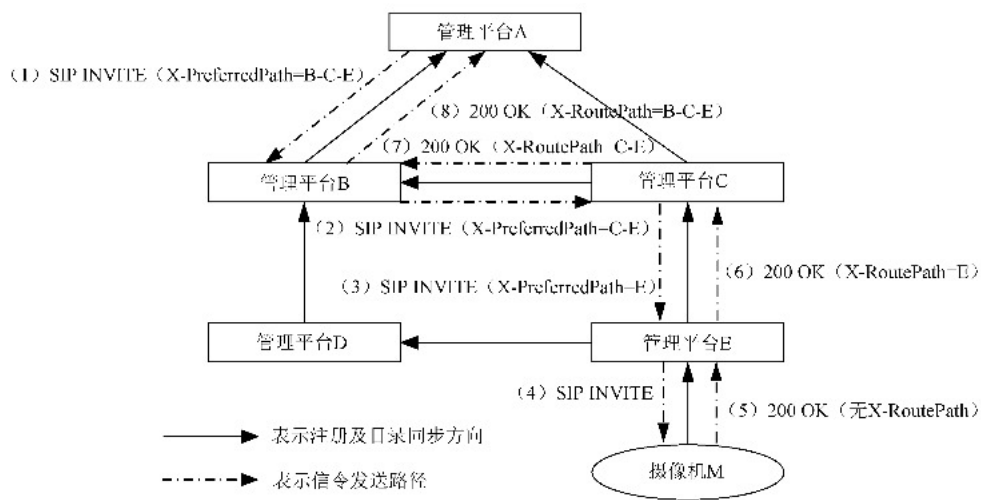 管理平台A
（1）SIP INVITE（X-PreferredPath=B-C-E）
（8）200 OK（X-RoutePath=B-C-E）
（7）200 OK（X-RoutePath=C-E）
管理平台B
管理平台C
（2）SIP INVITE（X-PreferredPath=C-E）
（6）200 OK（X-RoutePath=E）
（3）SIP INVITE（X-PreferredPath=E）
管理平台D
管理平台E
（4）SIP INVITE
（5）200 OK（无X-RoutePath）
表示注册及目录同步方向
摄像机M
表示信令发送路径